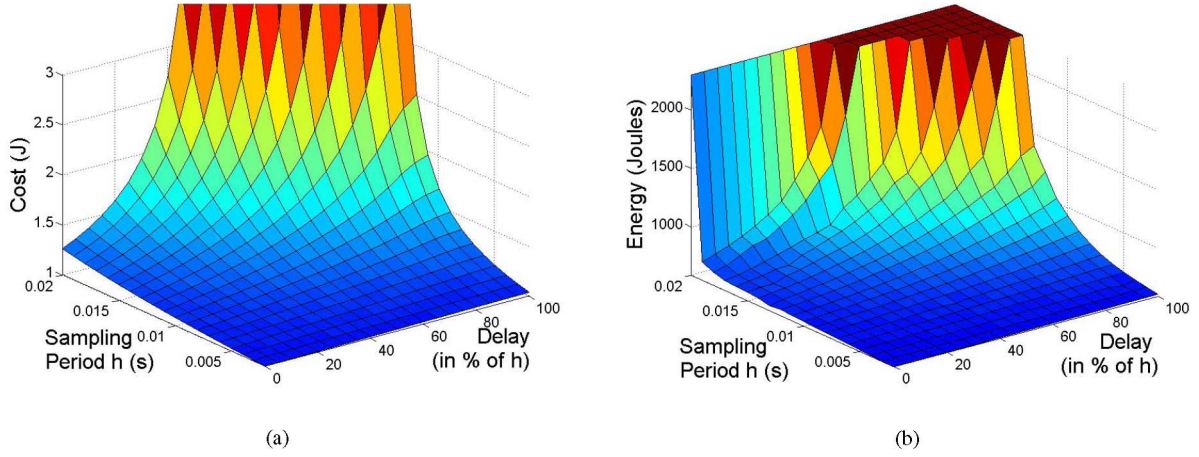 3
2.5
2
1.5
1
Cost (J)
0.02
0.015
0.01
0.005
Sampling
Period h (s)
0
20
40
60
80
100
Delay
(in % of h)
(a)
2000
1500
1000
Energy (Joules)
0.02
0.015
0.01
0.005
Sampling
Period h (s)
0
20
40
60
80
100
Delay
(in % of h)
(b)